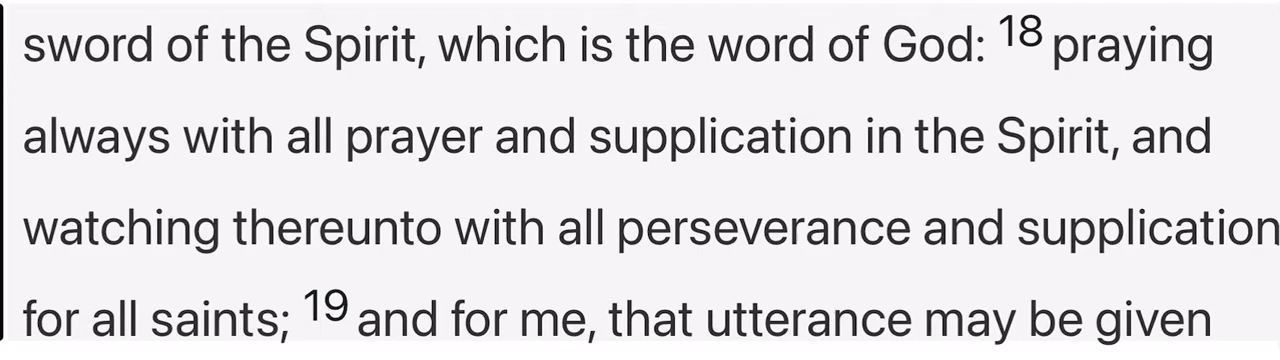 sword of the Spirit, which is the word of God: 18 praying
always with all prayer and supplication in the Spirit, and
watching thereunto with all perseverance and supplication
for all saints; 19 and for me, that utterance may be given